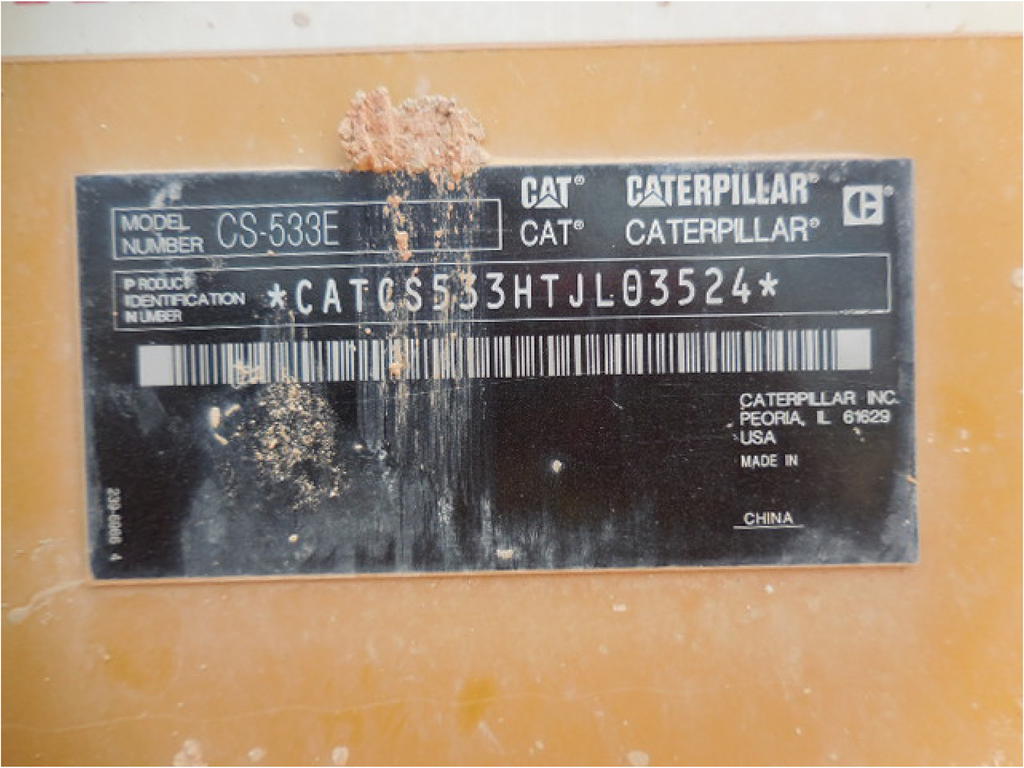 MODEL NUMBER CS-533E
CAT® CATERPILLAR®
CAT® CATERPILLAR®
PRODUCT IDENTIFICATION NUMBER *CATCS533HTJL03524*
CATERPILLAR INC.
PEORIA, IL 61629
USA
MADE IN
CHINA